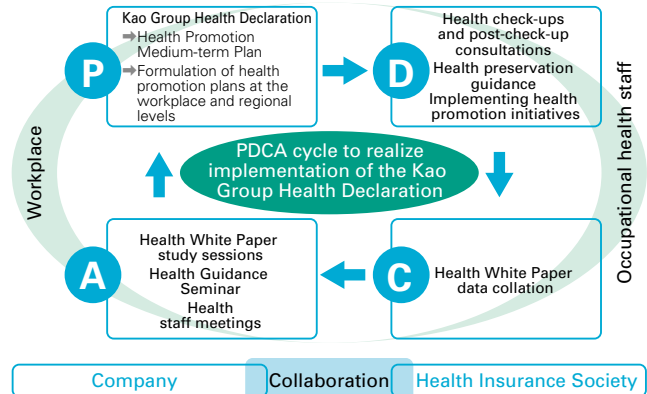 Kao Group Health Declaration
➔Health Promotion
Medium-term Plan
➔Formulation of health
promotion plans at the
workplace and regional
levels
P
Health check-ups
and post-check-up
consultations
Health preservation
guidance
Implementing health
promotion initiatives
D
Workplace
PDCA cycle to realize
implementation of the Kao
Group Health Declaration
Occupational health staff
A
Health White Paper
study sessions
Health Guidance
Seminar
Health
staff meetings
C
Health White Paper
data collation
Company
Collaboration
Health Insurance Society